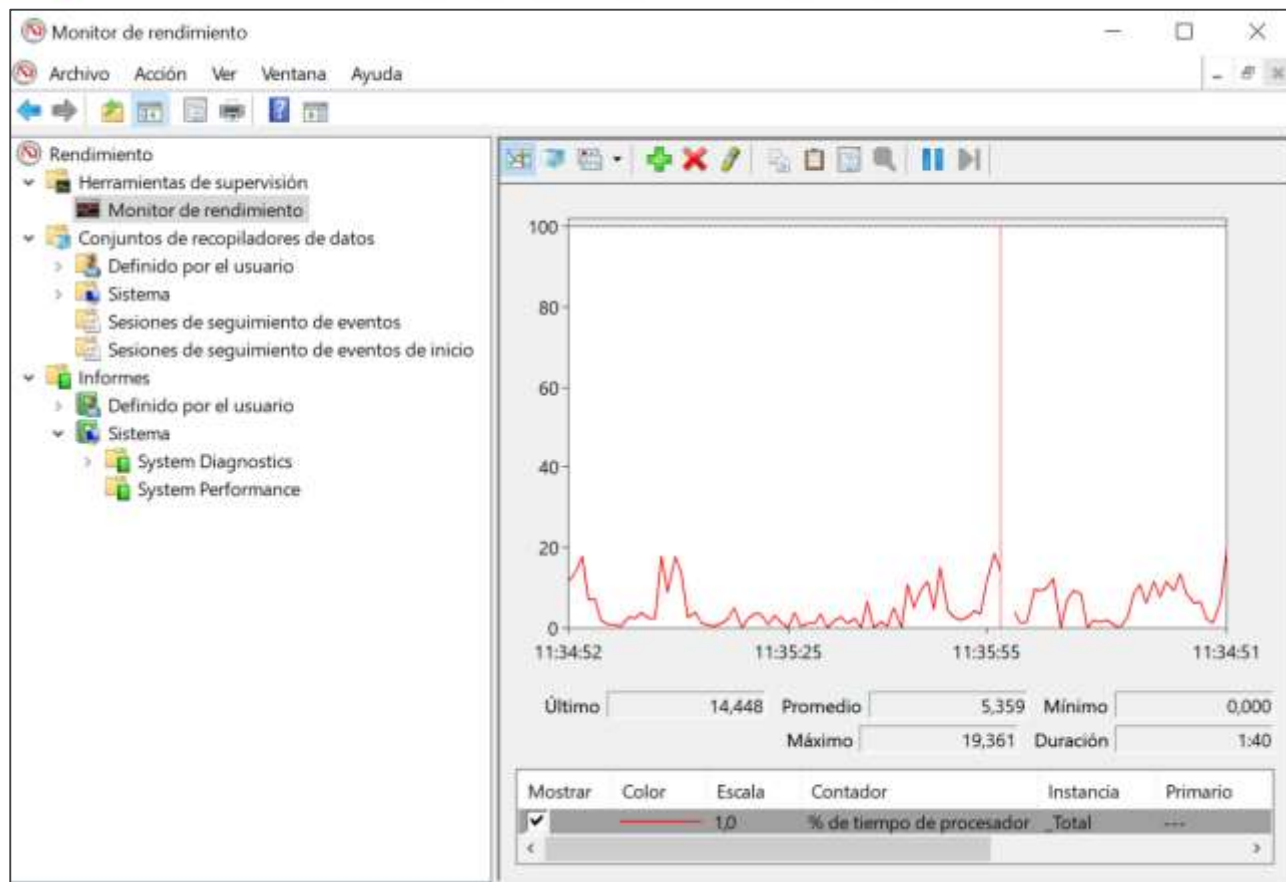 Monitor de rendimiento
Archivo Acción Ver Ventana Ayuda
Rendimiento
Herramientas de supervisión
Monitor de rendimiento
Conjuntos de recopiladores de datos
Definido por el usuario
Sistema
Sesiones de seguimiento de eventos
Sesiones de seguimiento de eventos de inicio
Informes
Definido por el usuario
Sistema
System Diagnostics
System Performance
100
80
60
40
20
0
11:34:52 11:35:25 11:35:55 11:34:51
Último 14,448 Promedio 5,359 Mínimo 0,000
Máximo 19,361 Duración 1:40
Mostrar Color Escala Contador Instancia Primario
1,0 % de tiempo de procesador _Total ---